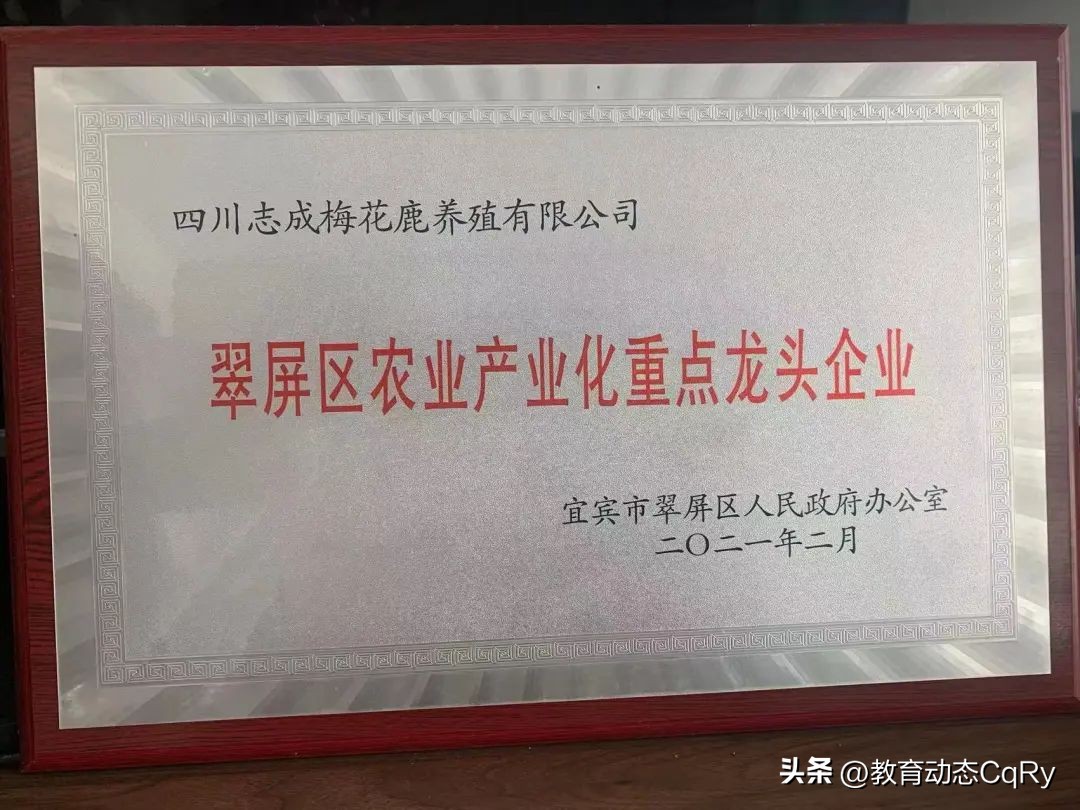 四川志成梅花鹿养殖有限公司
翠屏区农业产业化重点龙头企业
宜宾市翠屏区人民政府办公室
二〇二一年二月
头条 @教育动态CqRy